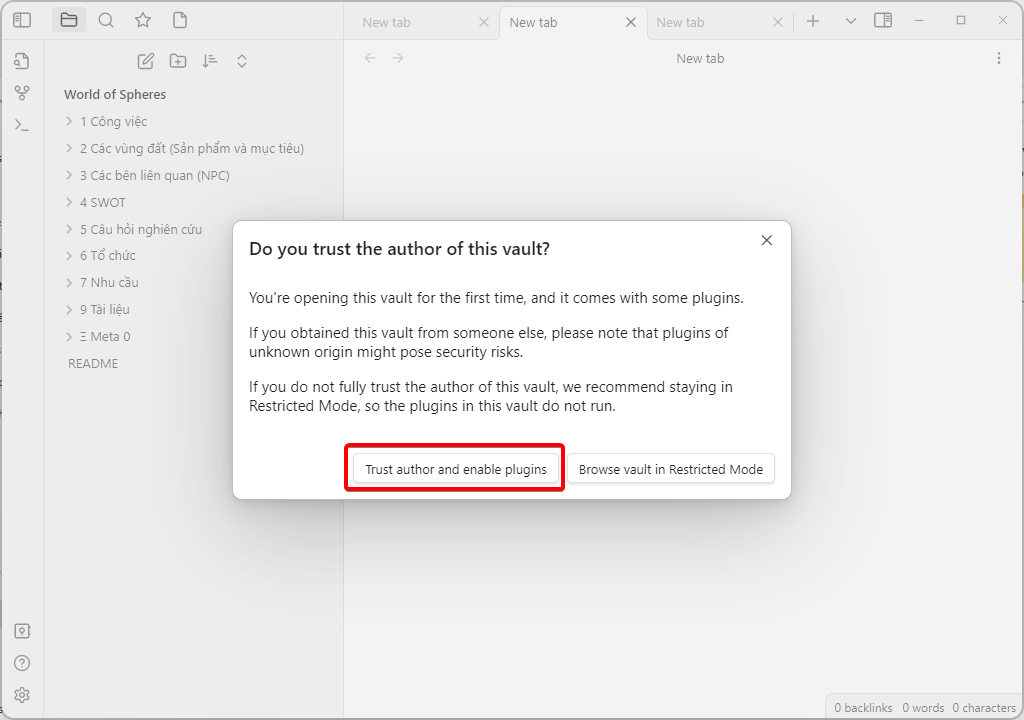 New tab
New tab
New tab
New tab
World of Spheres
1 Công việc
2 Các vùng đất (Sản phẩm và mục tiêu)
3 Các bên liên quan (NPC)
4 SWOT
5 Câu hỏi nghiên cứu
6 Tổ chức
7 Nhu cầu
9 Tài liệu
Ξ Meta 0
README
Do you trust the author of this vault?
You're opening this vault for the first time, and it comes with some plugins.
If you obtained this vault from someone else, please note that plugins of
unknown origin might pose security risks.
If you do not fully trust the author of this vault, we recommend staying in
Restricted Mode, so the plugins in this vault do not run.
Trust author and enable plugins
Browse vault in Restricted Mode
0 backlinks 0 words 0 characters